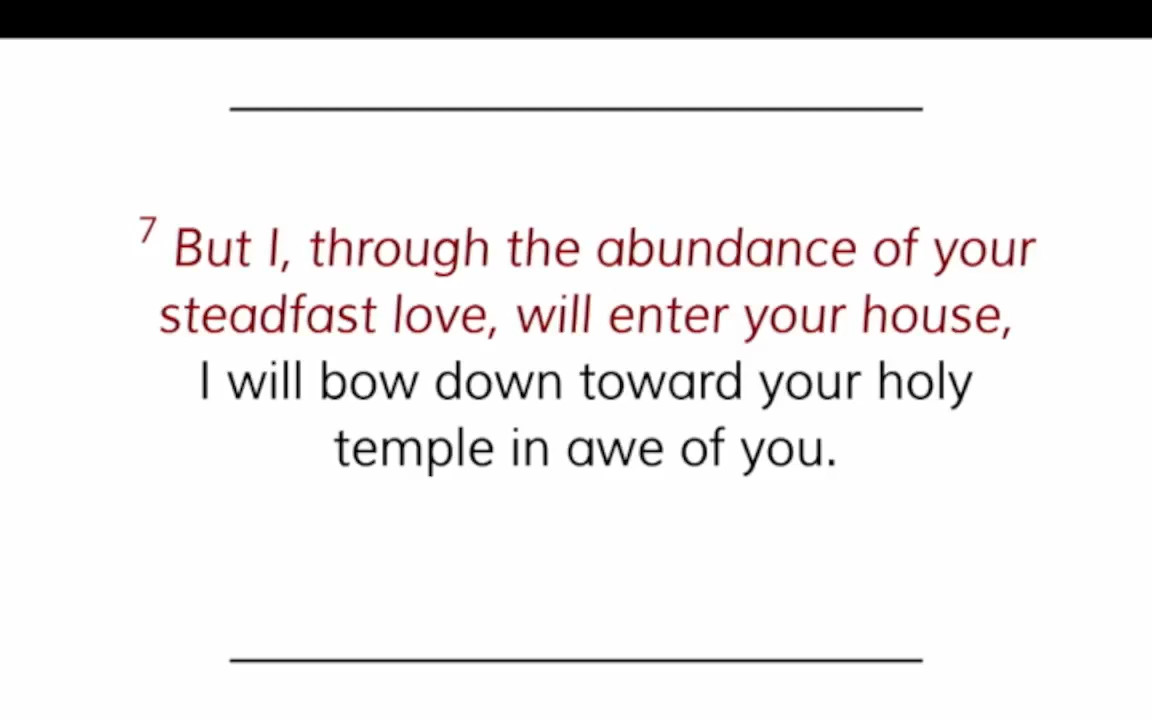 7 But I, through the abundance of your
steadfast love, will enter your house,
I will bow down toward your holy
temple in awe of you.